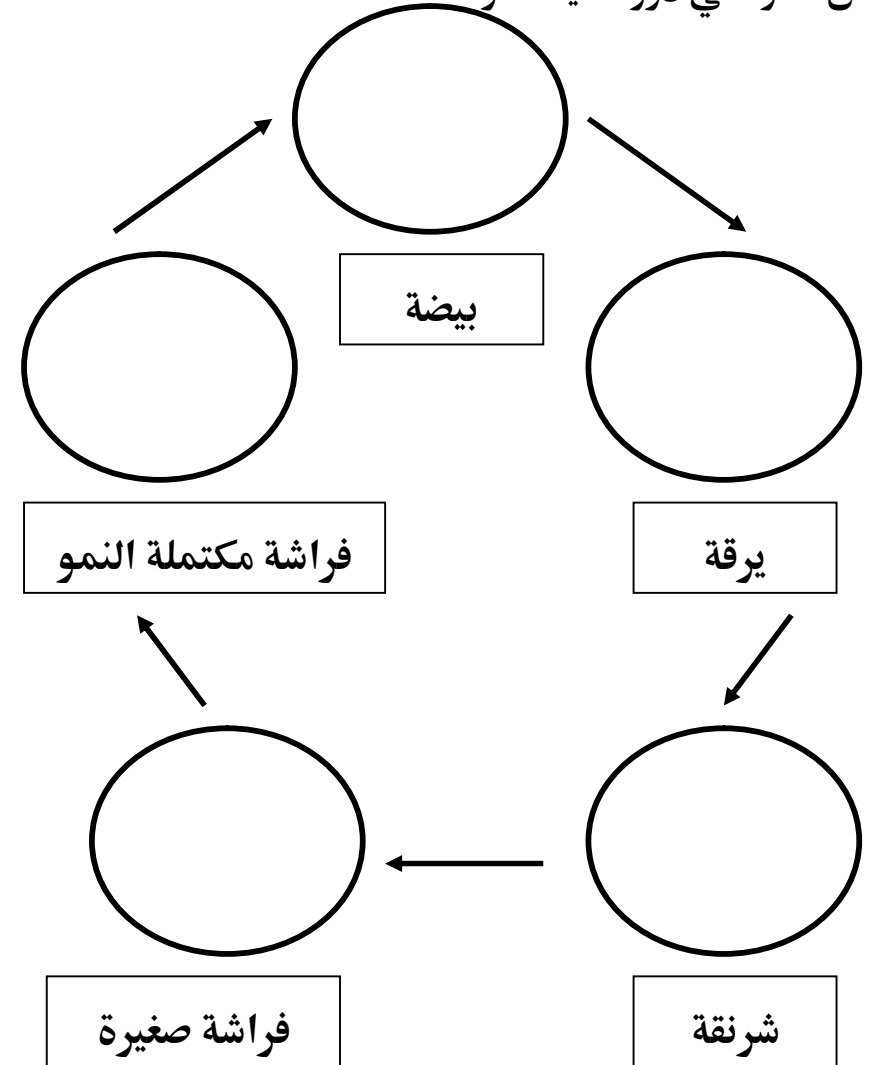 بيضة
فراشة مكتملة النمو
يرقة
فراشة صغيرة
شرنقة